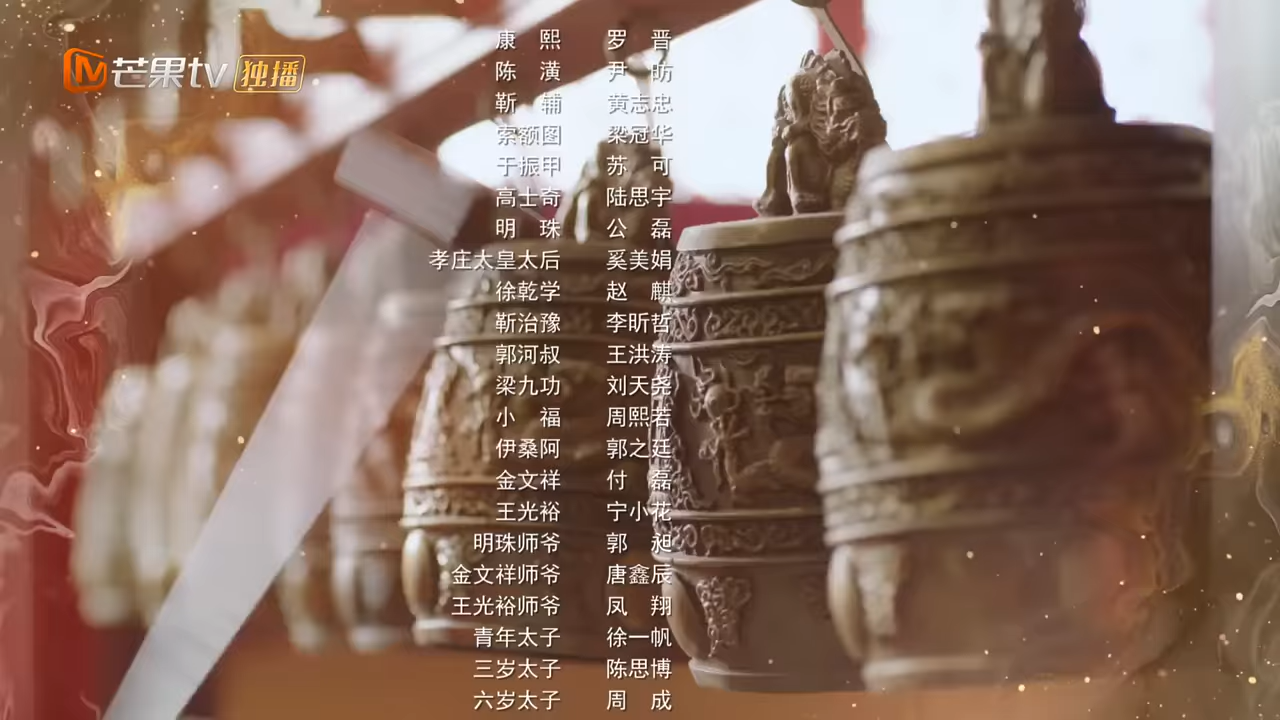 芒果tv 独播
康熙 罗晋
陈潢 尹昉
靳辅 黄志忠
索额图 梁冠华
于振甲 苏可
高士奇 陆思宇
明珠 公磊
孝庄太皇太后 奚美娟
徐乾学 赵麒
靳治豫 李昕哲
郭河叔 王洪涛
梁九功 刘天尧
小福 周熙若
伊桑阿 郭之廷
金文祥 付磊
王光裕 宁小花
明珠师爷 郭昶
金文祥师爷 唐鑫辰
王光裕师爷 凤翔
青年太子 徐一帆
三岁太子 陈思博
六岁太子 周成